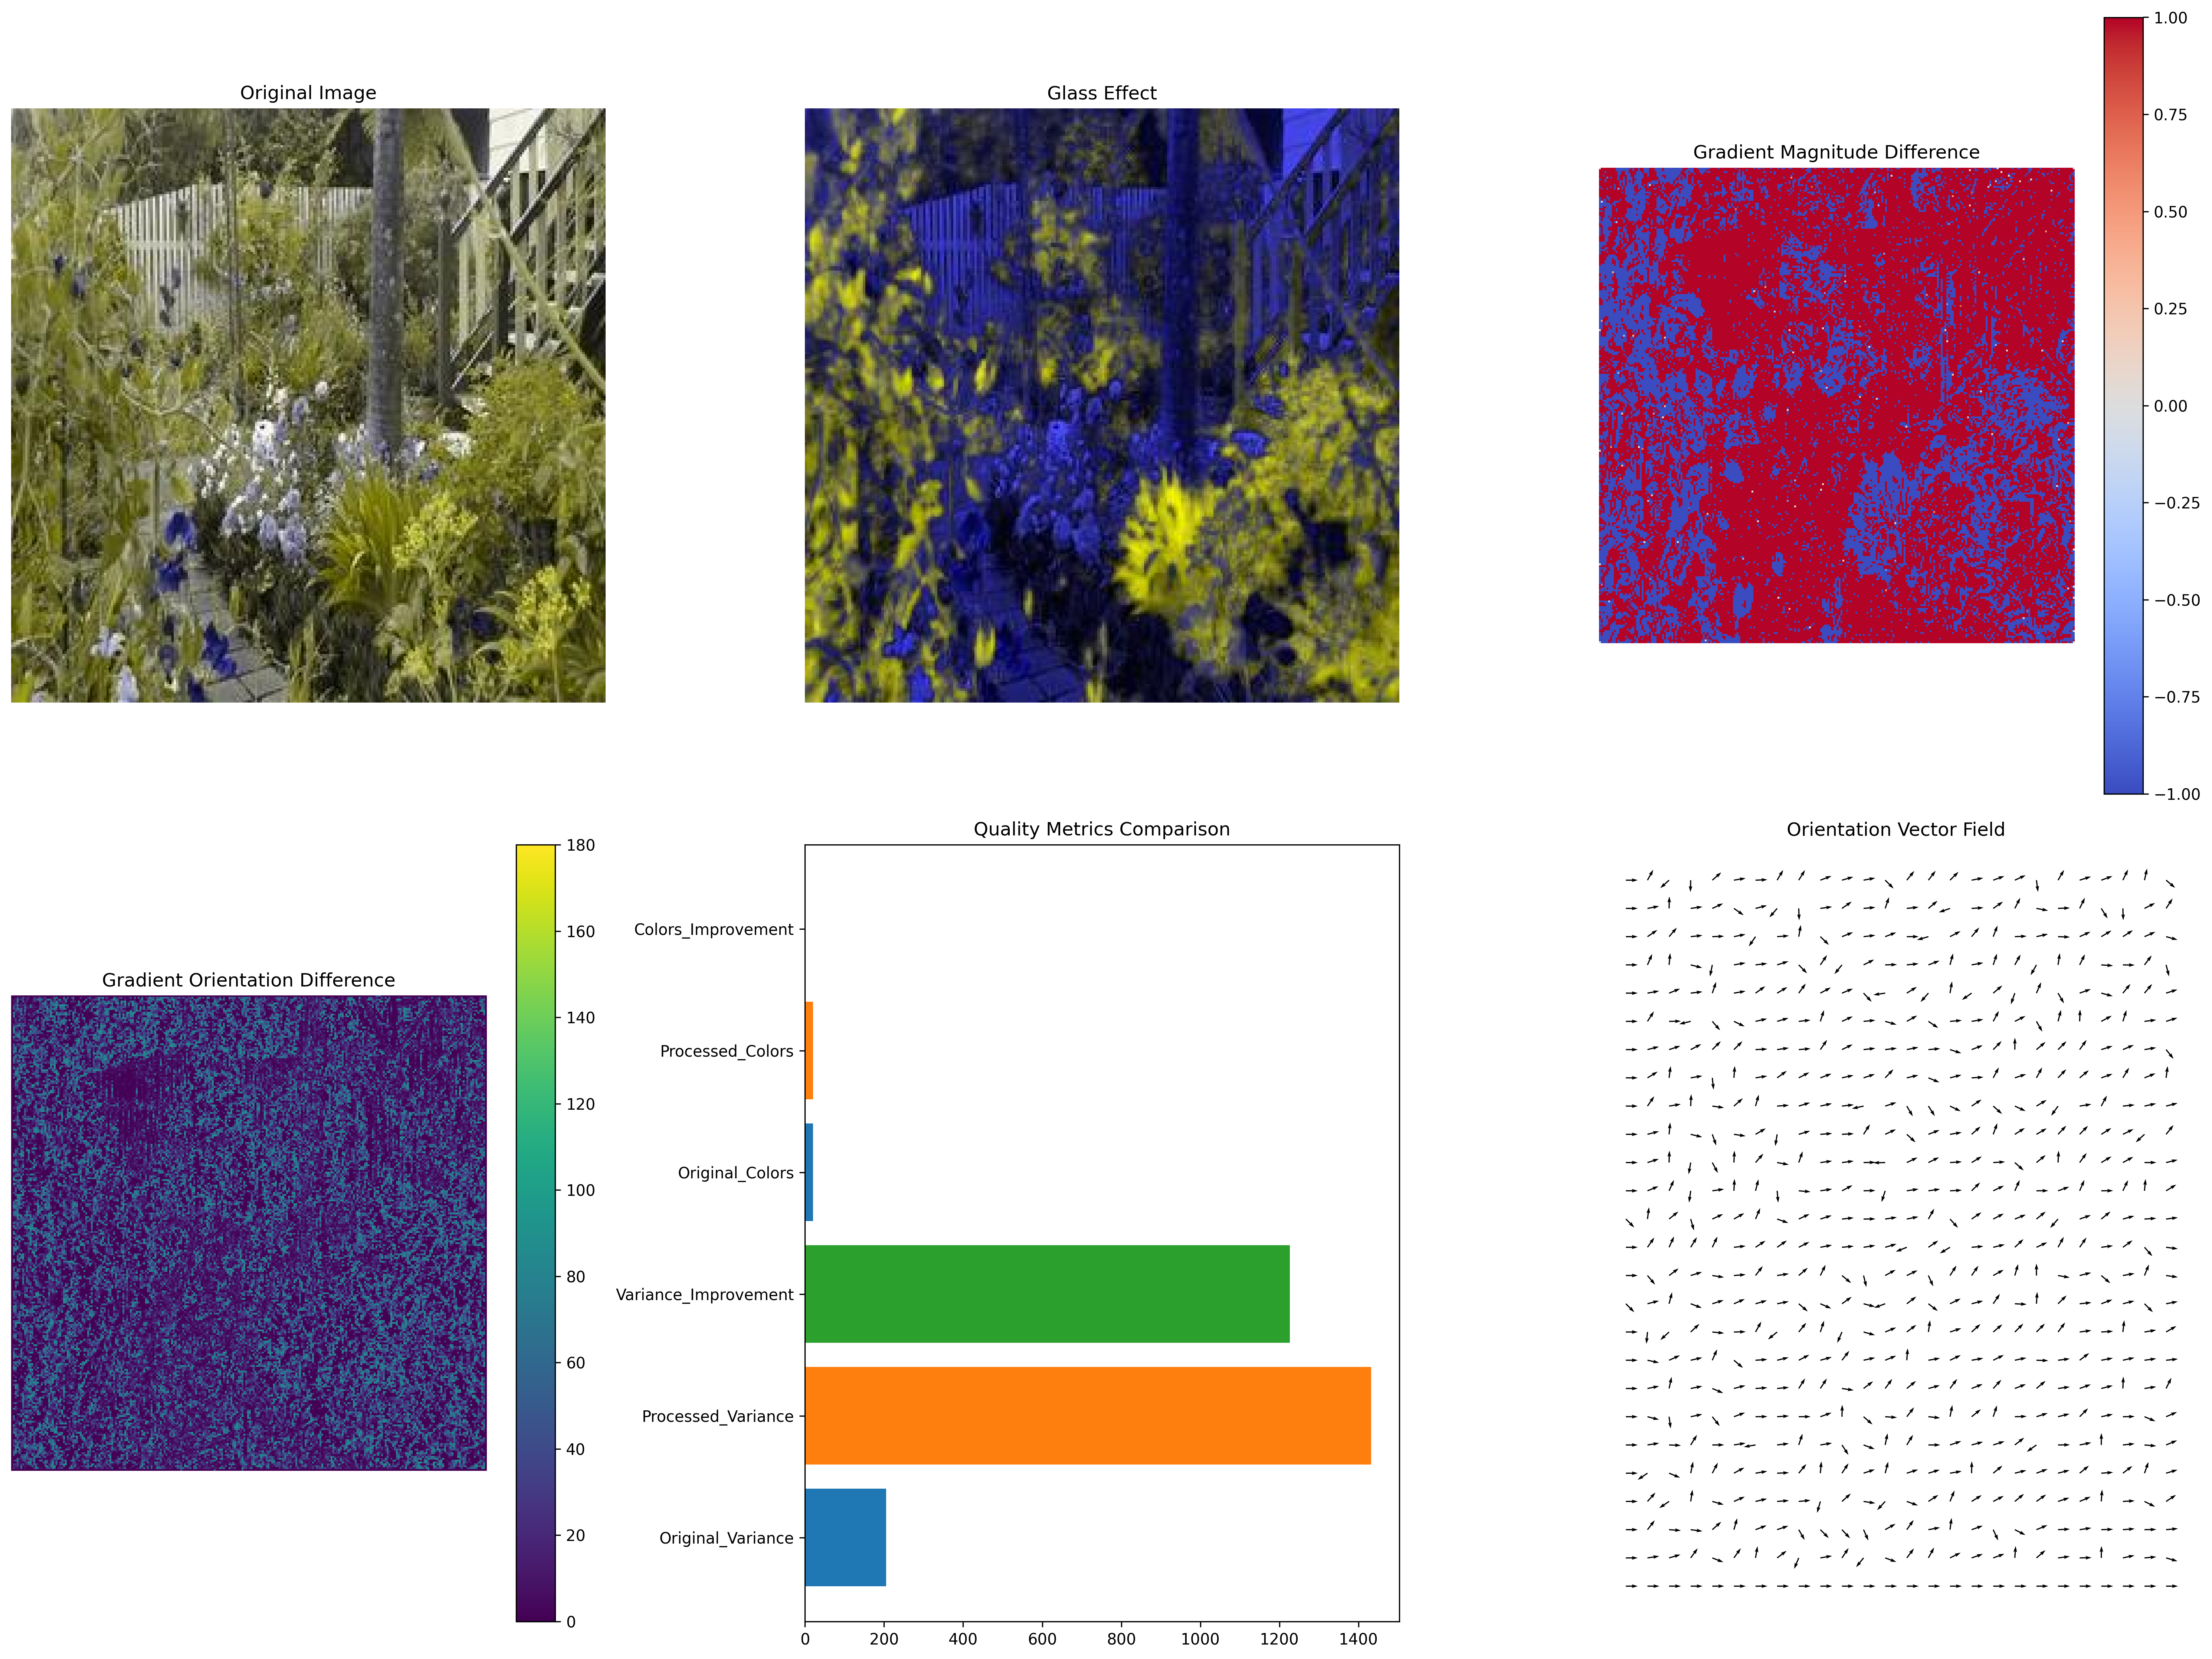 Original Image
Glass Effect
Gradient Magnitude Difference
1.00
0.75
0.50
0.25
0.00
−0.25
−0.50
−0.75
−1.00
Gradient Orientation Difference
180
160
140
120
100
80
60
40
20
0
Quality Metrics Comparison
Colors_Improvement
Processed_Colors
Original_Colors
Variance_Improvement
Processed_Variance
Original_Variance
0 200 400 600 800 1000 1200 1400
Orientation Vector Field